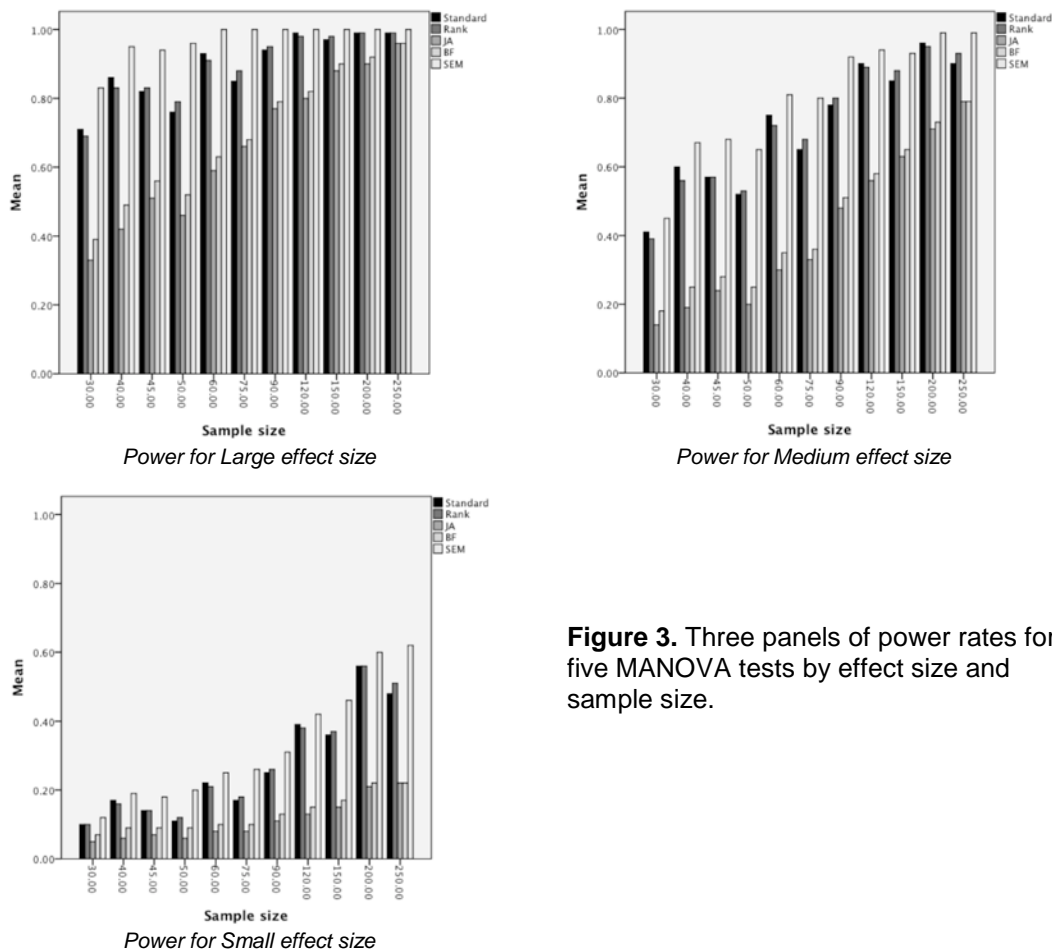 1.00
0.80
0.60
0.40
0.20
0.00
Mean
30.00
40.00
45.00
50.00
60.00
75.00
90.00
120.00
150.00
200.00
250.00
Sample size
Standard
Rank
JA
BF
SEM
Power for Large effect size
1.00
0.80
0.60
0.40
0.20
0.00
Mean
30.00
40.00
45.00
50.00
60.00
75.00
90.00
120.00
150.00
200.00
250.00
Sample size
Standard
Rank
JA
BF
SEM
Power for Medium effect size
1.00
0.80
0.60
0.40
0.20
0.00
Mean
30.00
40.00
45.00
50.00
60.00
75.00
90.00
120.00
150.00
200.00
250.00
Sample size
Standard
Rank
JA
BF
SEM
Power for Small effect size
Figure 3. Three panels of power rates for
five MANOVA tests by effect size and
sample size.